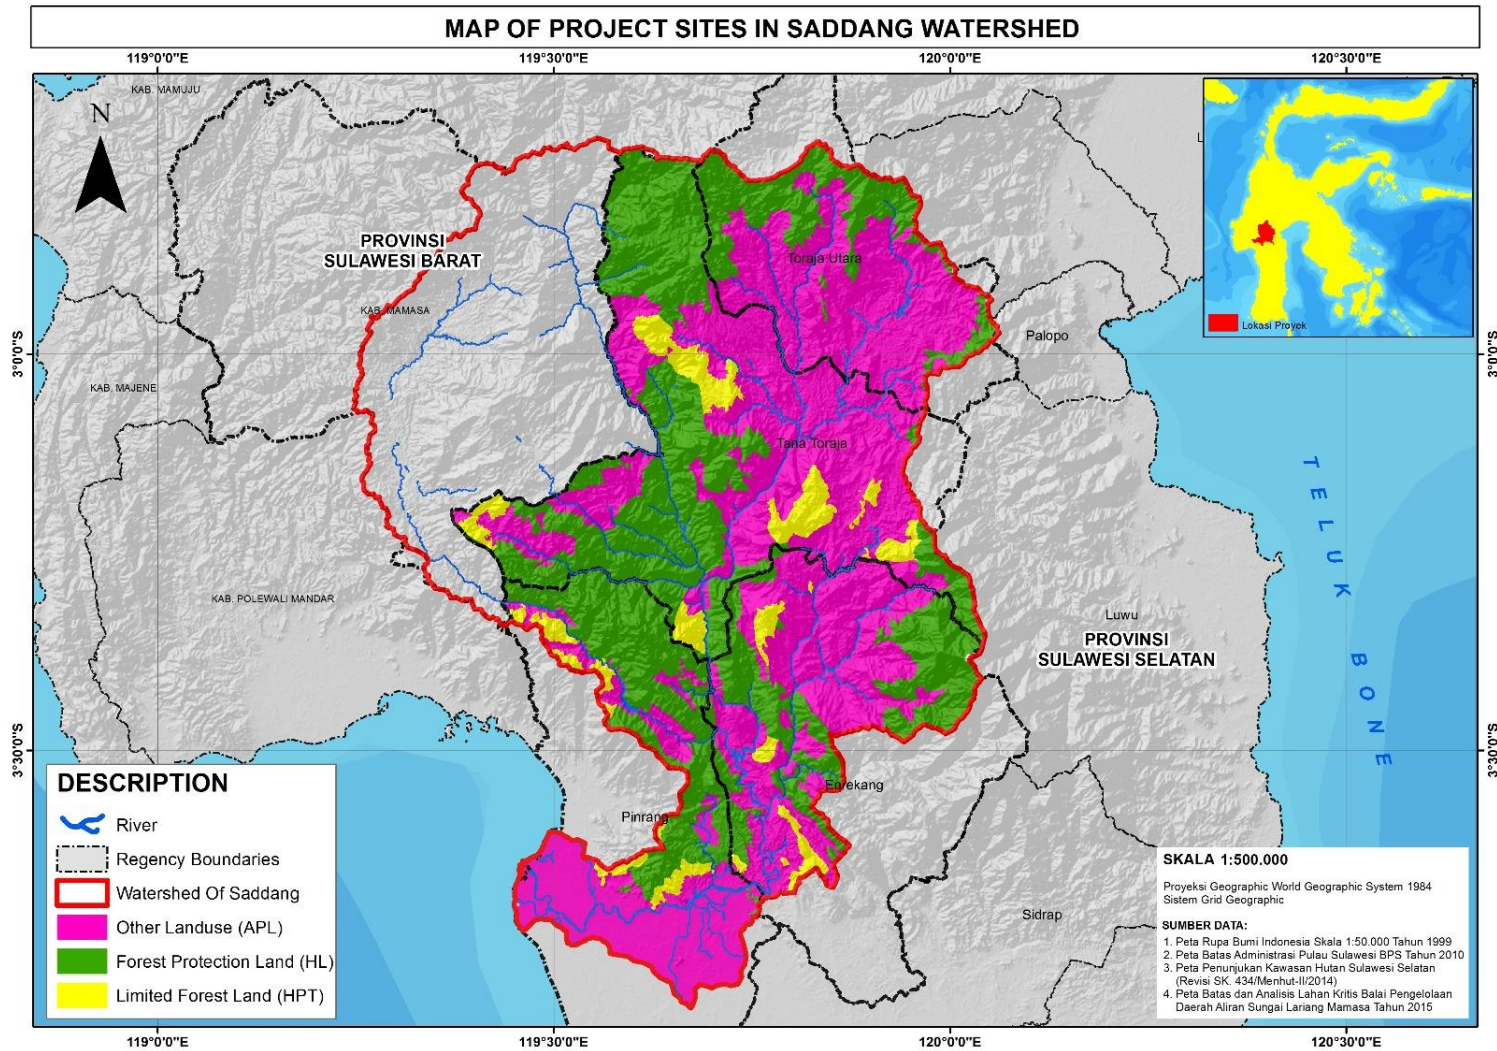 MAP OF PROJECT SITES IN SADDANG WATERSHED
119°0'0"E
119°30'0"E
120°0'0"E
120°30'0"E
KAB. MAMUJU
N
L
PROVINSI
SULAWESI BARAT
Toraja Utara
KAB. MAMASA
Lokasi Proyek
Palopo
3°0'0"S
3°0'0"S
KAB. MAJENE
Tana Toraja
TELUK BONE
KAB. POLEWALI MANDAR
Luwu
PROVINSI
SULAWESI SELATAN
3°30'0"S
3°30'0"S
Enrekang
Pinrang
Sidrap
DESCRIPTION
River
Regency Boundaries
Watershed Of Saddang
Other Landuse (APL)
Forest Protection Land (HL)
Limited Forest Land (HPT)
SKALA 1:500.000
Proyeksi Geographic World Geographic System 1984
Sistem Grid Geographic
SUMBER DATA:
1. Peta Rupa Bumi Indonesia Skala 1:50.000 Tahun 1999
2. Peta Batas Administrasi Pulau Sulawesi BPS Tahun 2010
3. Peta Penunjukan Kawasan Hutan Sulawesi Selatan
(Revisi SK. 434/Menhut-II/2014)
4. Peta Batas dan Analisis Lahan Kritis Balai Pengelolaan
Daerah Aliran Sungai Lariang Mamasa Tahun 2015
119°0'0"E
119°30'0"E
120°0'0"E
120°30'0"E